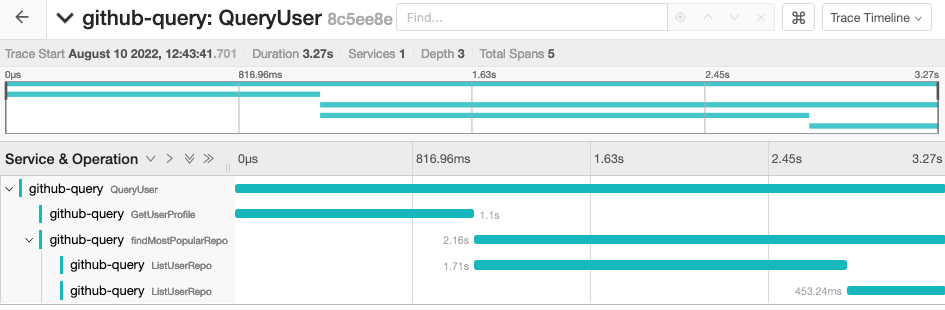 github-query: QueryUser 8c5ee8e Find... ⌘ Trace Timeline
Trace Start August 10 2022, 12:43:41.701 Duration 3.27s Services 1 Depth 3 Total Spans 5
0μs 816.96ms 1.63s 2.45s 3.27s
Service & Operation 0μs 816.96ms 1.63s 2.45s 3.27s
github-query QueryUser
github-query GetUserProfile 1.1s
github-query findMostPopularRepo 2.16s
github-query ListUserRepo 1.71s
github-query ListUserRepo 453.24ms